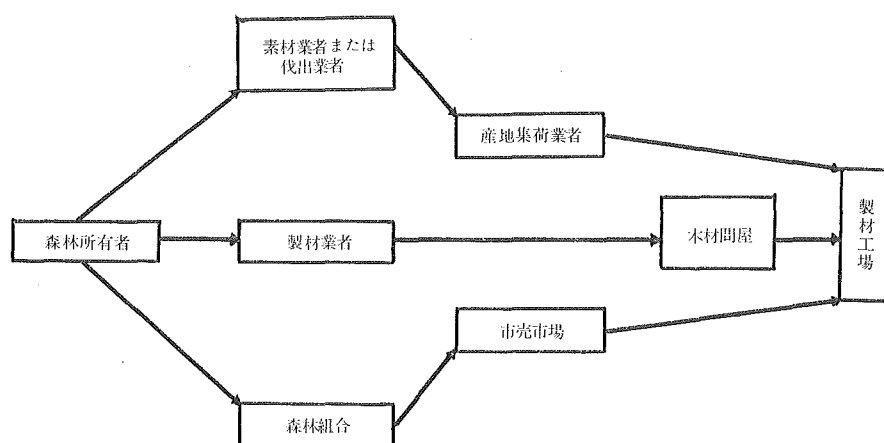 素材業者または
伐出業者
産地集荷業者
森林所有者
製材業者
木材問屋
製材工場
市売市場
森林組合